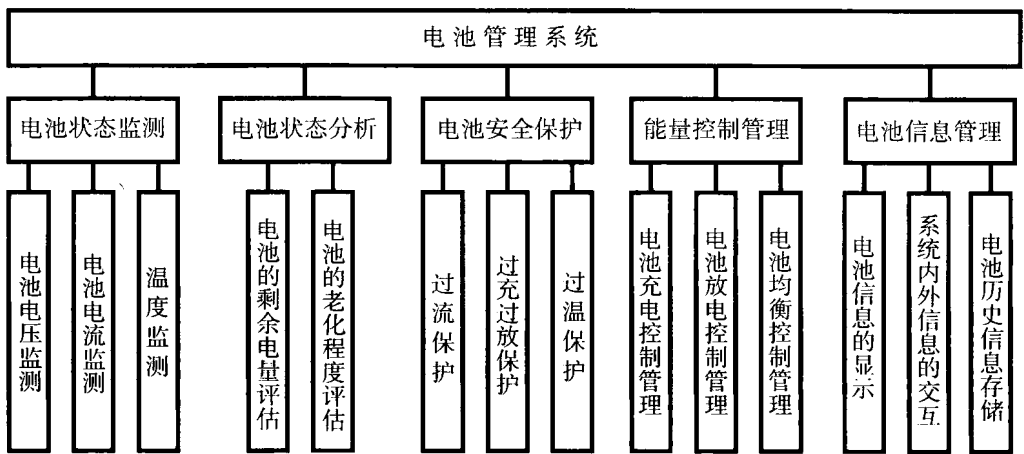 电池管理系统
电池状态监测
电池状态分析
电池安全保护
能量控制管理
电池信息管理
电池电压监测
电池电流监测
温度监测
电池的剩余电量评估
电池的老化程度评估
过流保护
过充过放保护
过温保护
电池充电控制管理
电池放电控制管理
电池均衡控制管理
电池信息的显示
系统内外信息的交互
电池历史信息存储